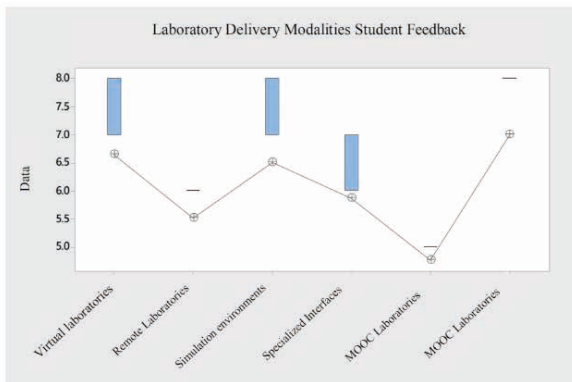 Laboratory Delivery Modalities Student Feedback
8.0
7.5
7.0
6.5
6.0
5.5
5.0
Data
Virtual laboratories
Remote Laboratories
Simulation environments
Specialized Interfaces
MOOC Laboratories
MOOC Laboratories